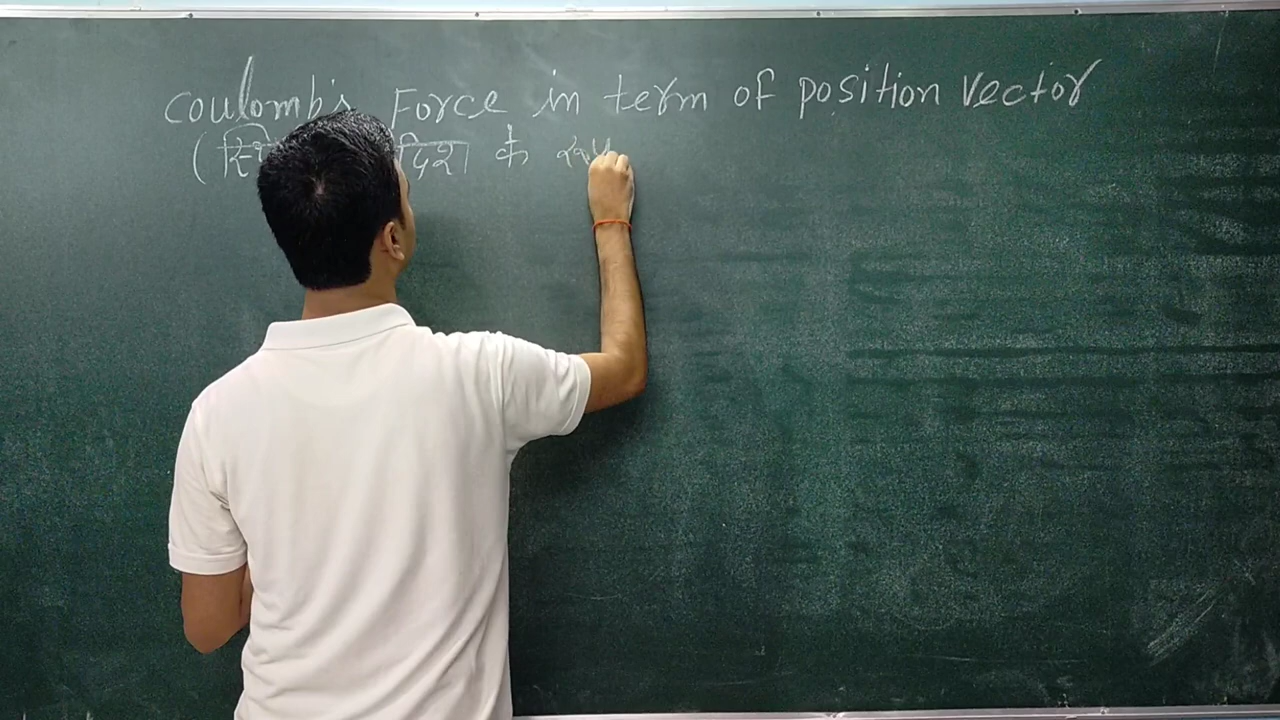 coulomb's Force in term of position vector
( दिश के